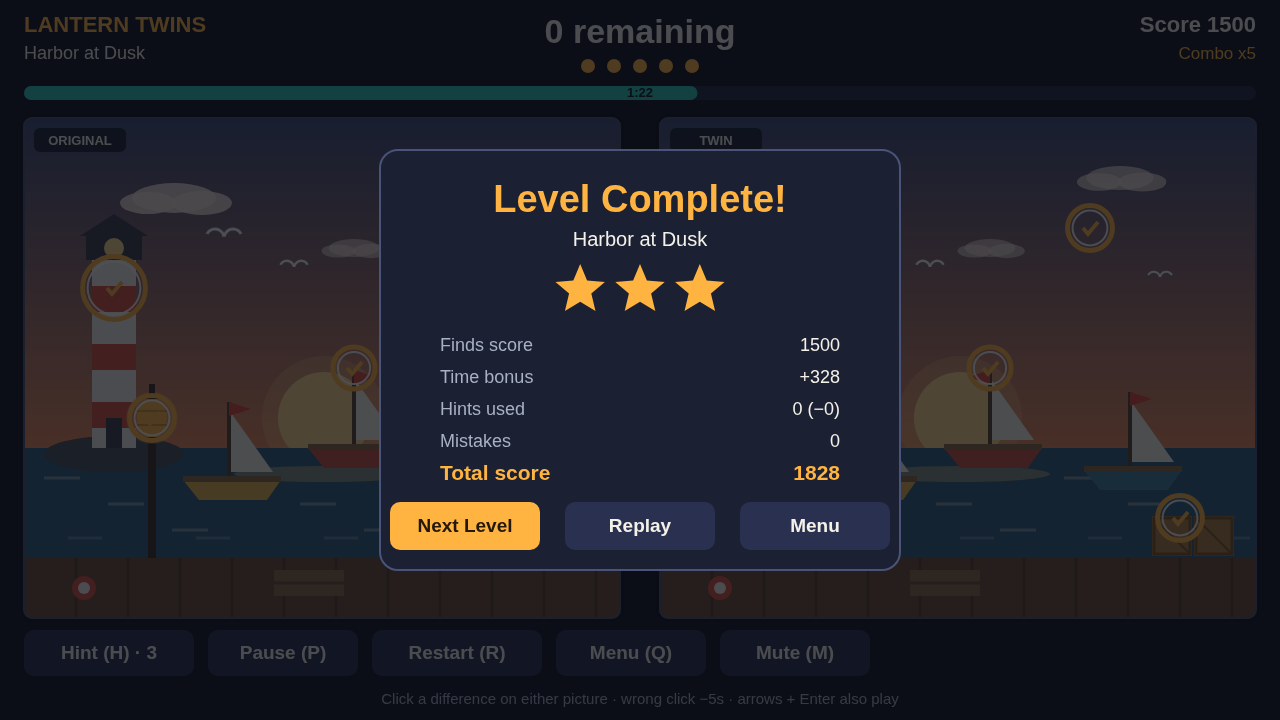 LANTERN TWINS
Harbor at Dusk
0 remaining
Score 1500
Combo x5
1:22
ORIGINAL
TWIN
Level Complete!
Harbor at Dusk
Finds score 1500
Time bonus +328
Hints used 0 (−0)
Mistakes 0
Total score 1828
Next Level
Replay
Menu
Hint (H) · 3
Pause (P)
Restart (R)
Menu (Q)
Mute (M)
Click a difference on either picture · wrong click −5s · arrows + Enter also play